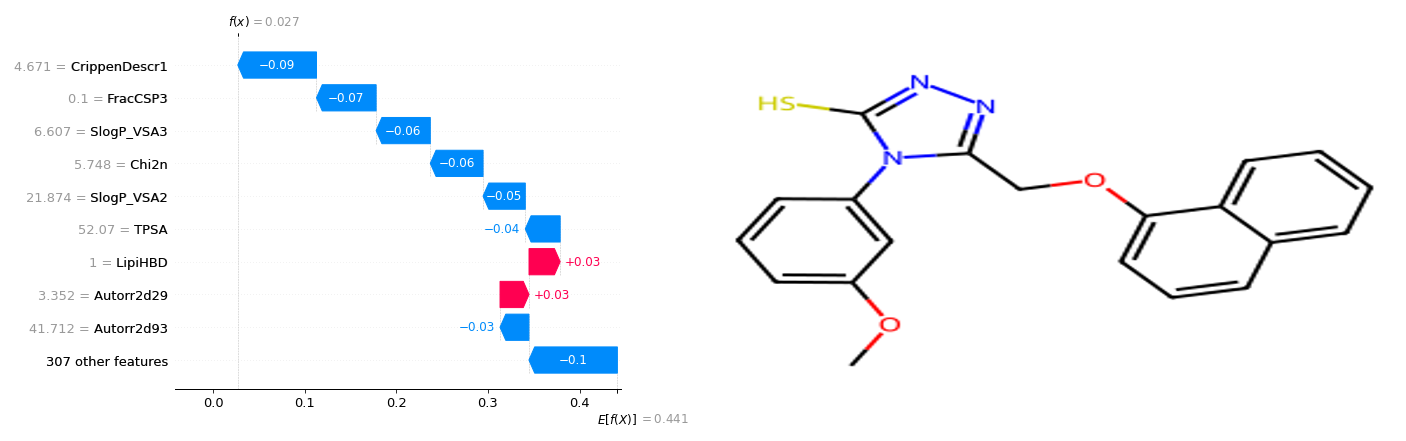 f(x) = 0.027
4.671 = CrippenDescr1
−0.09
0.1 = FracCSP3
−0.07
6.607 = SlogP_VSA3
−0.06
5.748 = Chi2n
−0.06
21.874 = SlogP_VSA2
−0.05
52.07 = TPSA
−0.04
1 = LipiHBD
+0.03
3.352 = Autorr2d29
+0.03
41.712 = Autorr2d93
−0.03
307 other features
−0.1
0.0 0.1 0.2 0.3 0.4
E[f(X)] = 0.441
N
HS
N
N
O
O